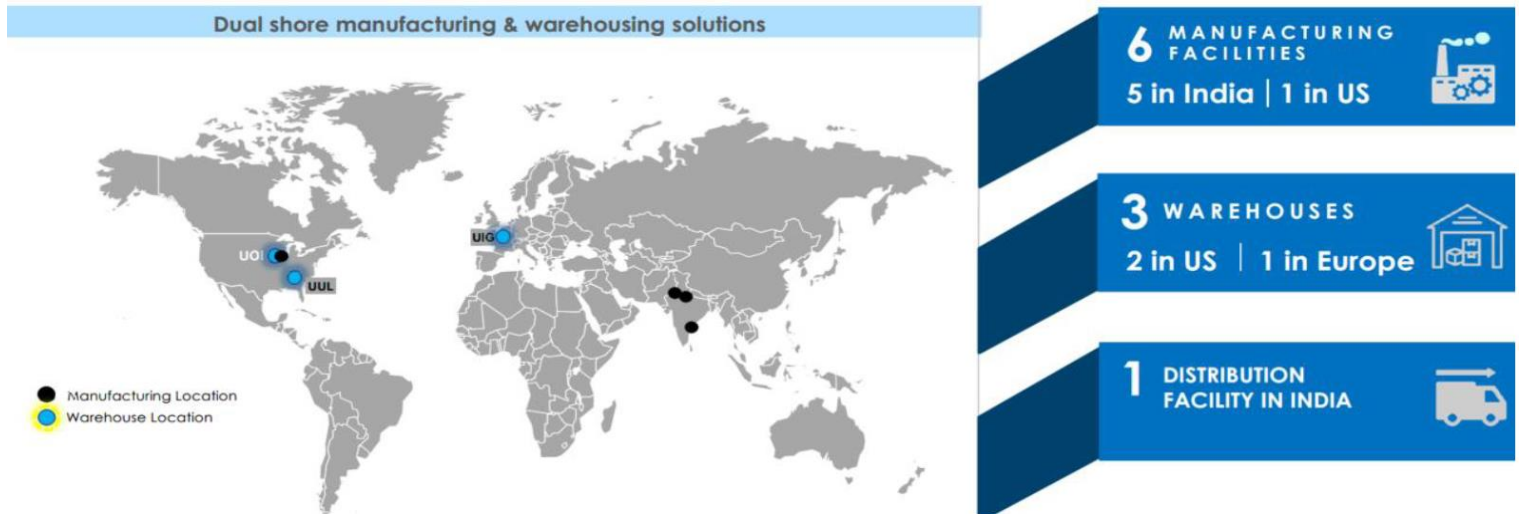 Dual shore manufacturing & warehousing solutions
UIG
UUL
Manufacturing Location
Warehouse Location
6 MANUFACTURING
FACILITIES
5 in India | 1 in US
3 WAREHOUSES
2 in US | 1 in Europe
1 DISTRIBUTION
FACILITY IN INDIA